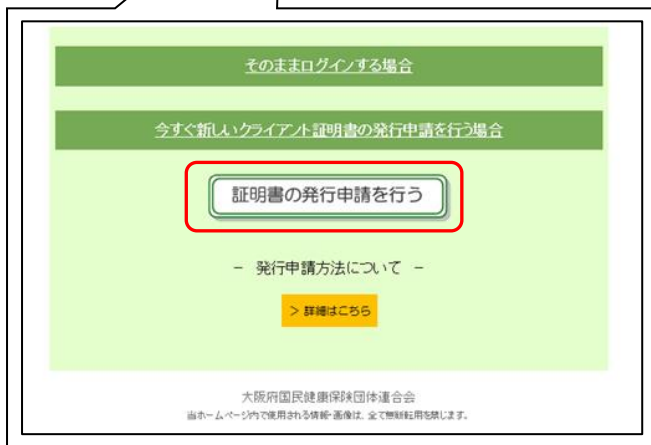 そのままログインする場合
今すぐ新しいクライアント証明書の発行申請を行う場合
証明書の発行申請を行う
－ 発行申請方法について －
＞詳細はこちら
大阪府国民健康保険団体連合会
当ホームページ内で使用される情報・画像は、全て無断転用を禁じます。